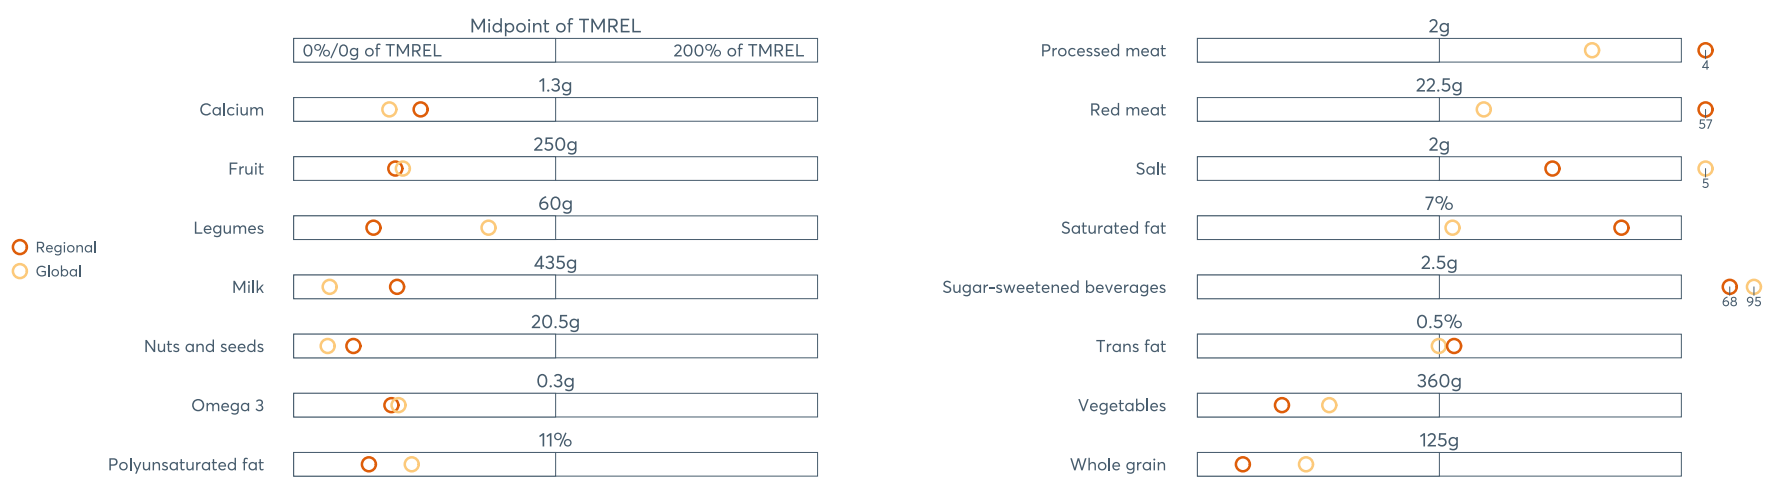 Midpoint of TMREL
0%/0g of TMREL 200% of TMREL
1.3g
Calcium
250g
Fruit
60g
Legumes
Regional
Global
435g
Milk
20.5g
Nuts and seeds
0.3g
Omega 3
11%
Polyunsaturated fat
2g
Processed meat
4
22.5g
Red meat
57
2g
Salt
5
7%
Saturated fat
2.5g
Sugar-sweetened beverages
68 95
0.5%
Trans fat
360g
Vegetables
125g
Whole grain